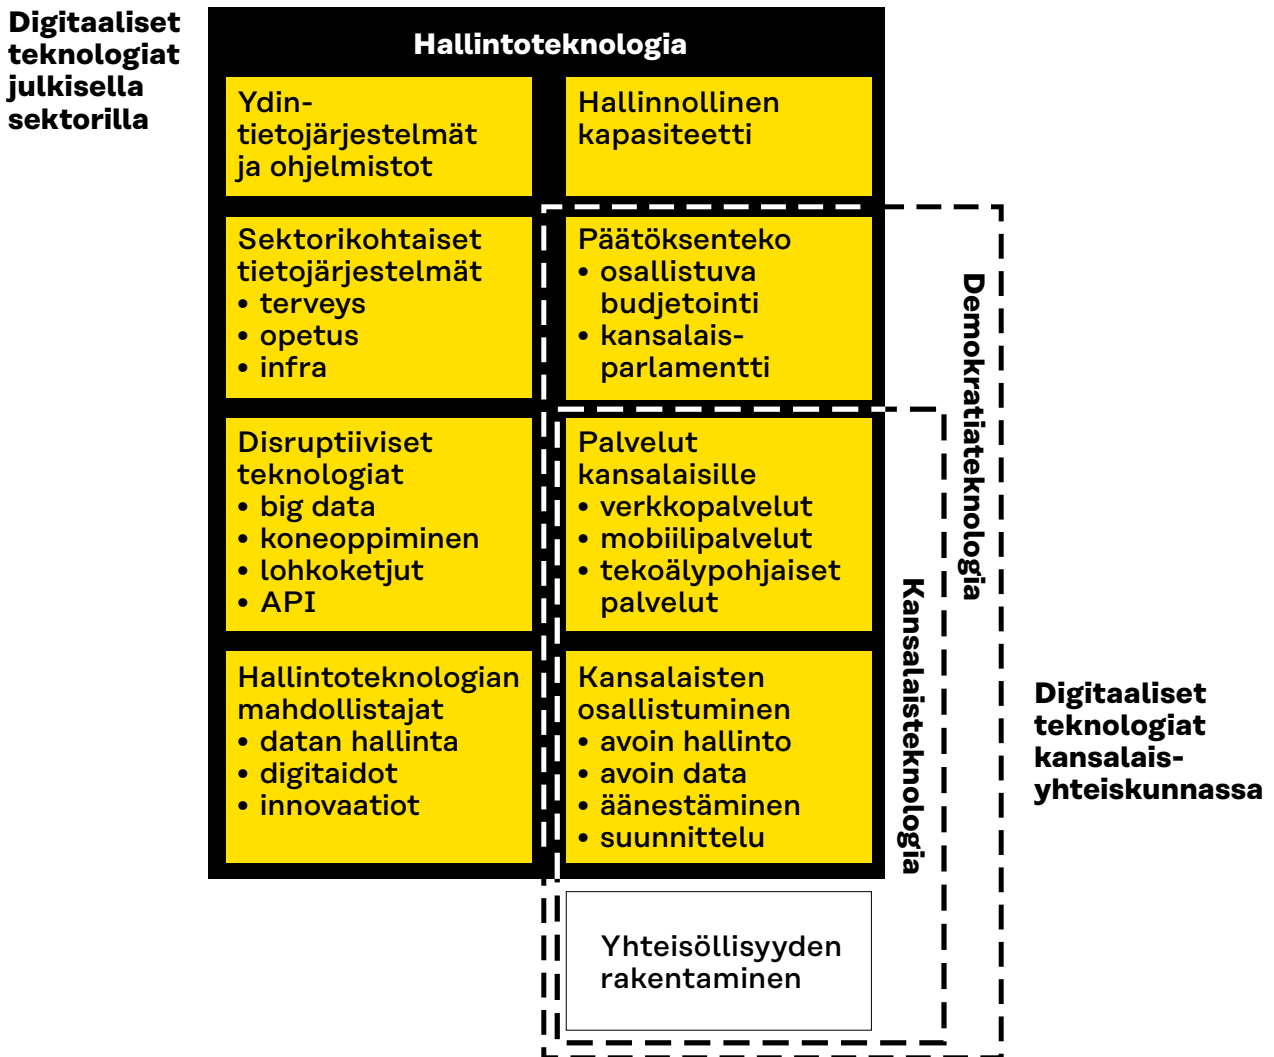 Digitaaliset
teknologiat
julkisella
sektorilla
Hallintoteknologia
Ydin-
tietojärjestelmät
ja ohjelmistot
Hallinnollinen
kapasiteetti
Sektorikohtaiset
tietojärjestelmät
• terveys
• opetus
• infra
Päätöksenteko
• osallistuva
budjetointi
• kansalais-
parlamentti
Disruptiiviset
teknologiat
• big data
• koneoppiminen
• lohkoketjut
• API
Palvelut
kansalaisille
• verkkopalvelut
• mobiilipalvelut
• tekoälypohjaiset
palvelut
Hallintoteknologian
mahdollistajat
• datan hallinta
• digitaidot
• innovaatiot
Kansalaisten
osallistuminen
• avoin hallinto
• avoin data
• äänestäminen
• suunnittelu
Yhteisöllisyyden
rakentaminen
Kansalaisteknologia
Demokratiateknologia
Digitaaliset
teknologiat
kansalais-
yhteiskunnassa